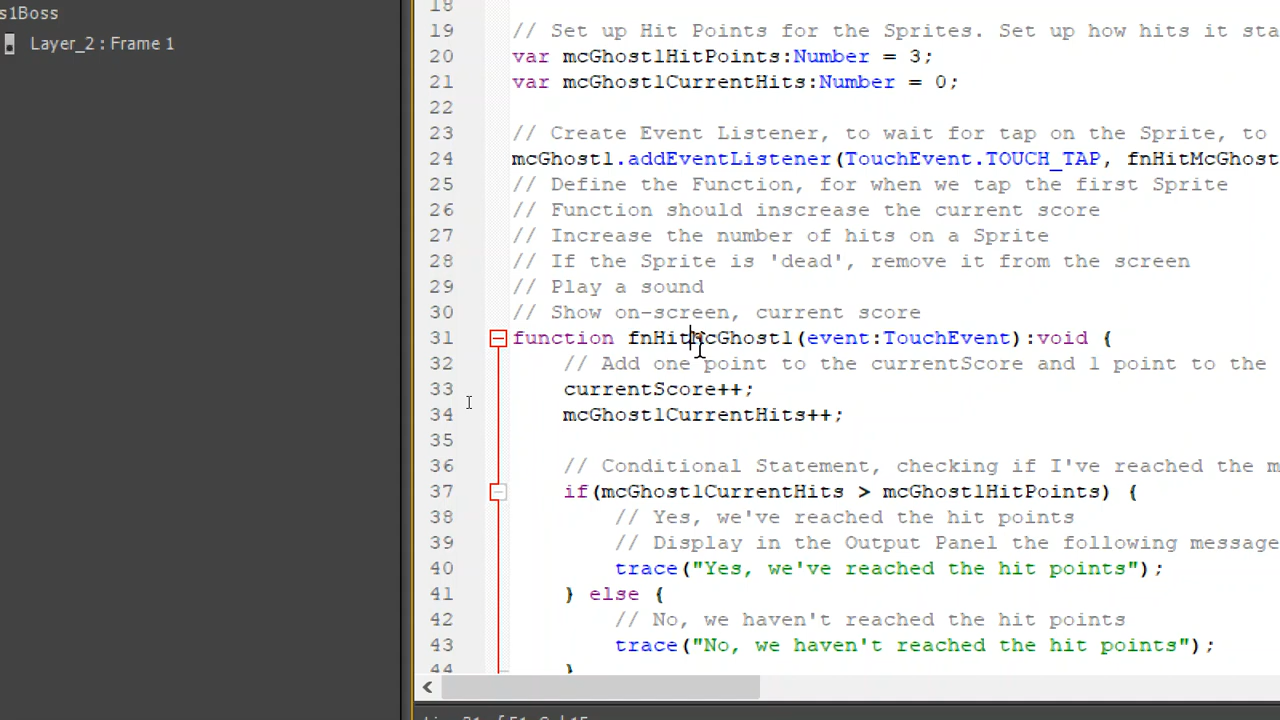 s1Boss
Layer_2 : Frame 1
18
19 // Set up Hit Points for the Sprites. Set up how hits it sta
20 var mcGhost1HitPoints:Number = 3;
21 var mcGhost1CurrentHits:Number = 0;
22
23 // Create Event Listener, to wait for tap on the Sprite, to
24 mcGhost1.addEventListener(TouchEvent.TOUCH_TAP, fnHitMcGhost
25 // Define the Function, for when we tap the first Sprite
26 // Function should inscrease the current score
27 // Increase the number of hits on a Sprite
28 // If the Sprite is 'dead', remove it from the screen
29 // Play a sound
30 // Show on-screen, current score
31 function fnHitMcGhost1(event:TouchEvent):void {
32 // Add one point to the currentScore and 1 point to the
33 currentScore++;
34 mcGhost1CurrentHits++;
35
36 // Conditional Statement, checking if I've reached the m
37 if(mcGhost1CurrentHits > mcGhost1HitPoints) {
38 // Yes, we've reached the hit points
39 // Display in the Output Panel the following message
40 trace("Yes, we've reached the hit points");
41 } else {
42 // No, we haven't reached the hit points
43 trace("No, we haven't reached the hit points");
44 }